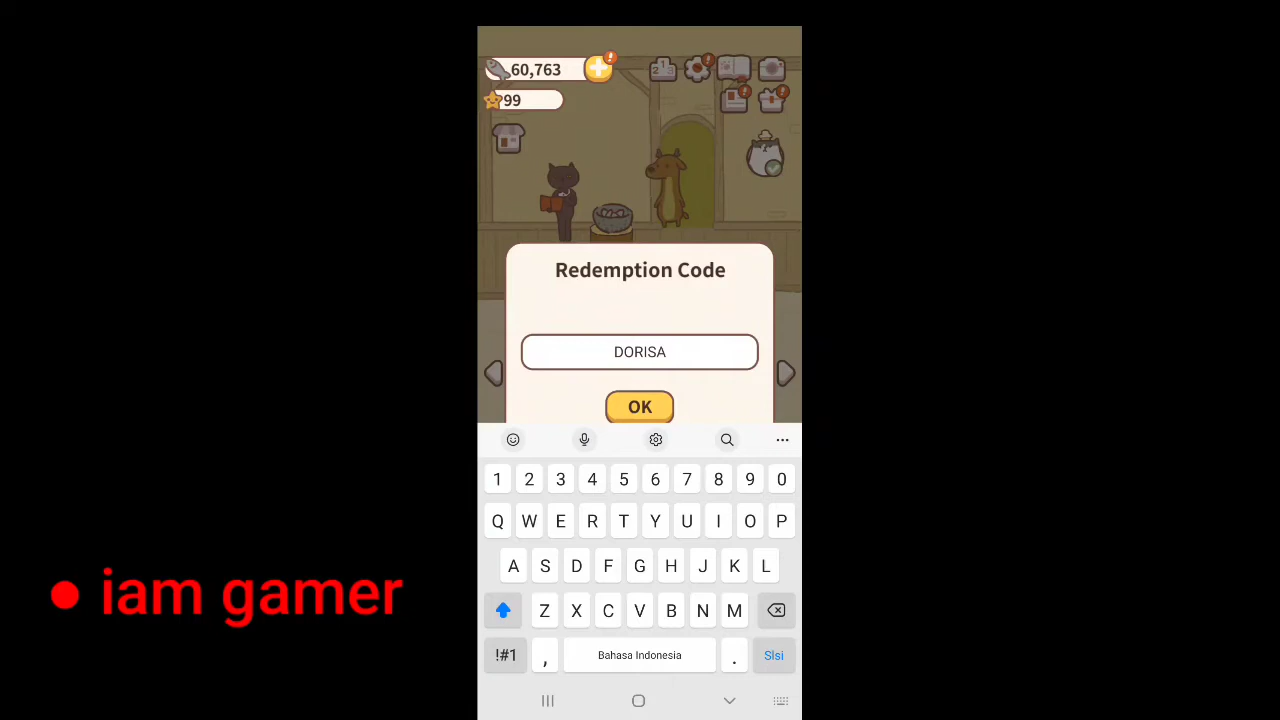 60,763
99
Redemption Code
DORISA
OK
1 2 3 4 5 6 7 8 9 0
Q W E R T Y U I O P
A S D F G H J K L
Z X C V B N M
!#1 , Bahasa Indonesia . Slsi
• iam gamer